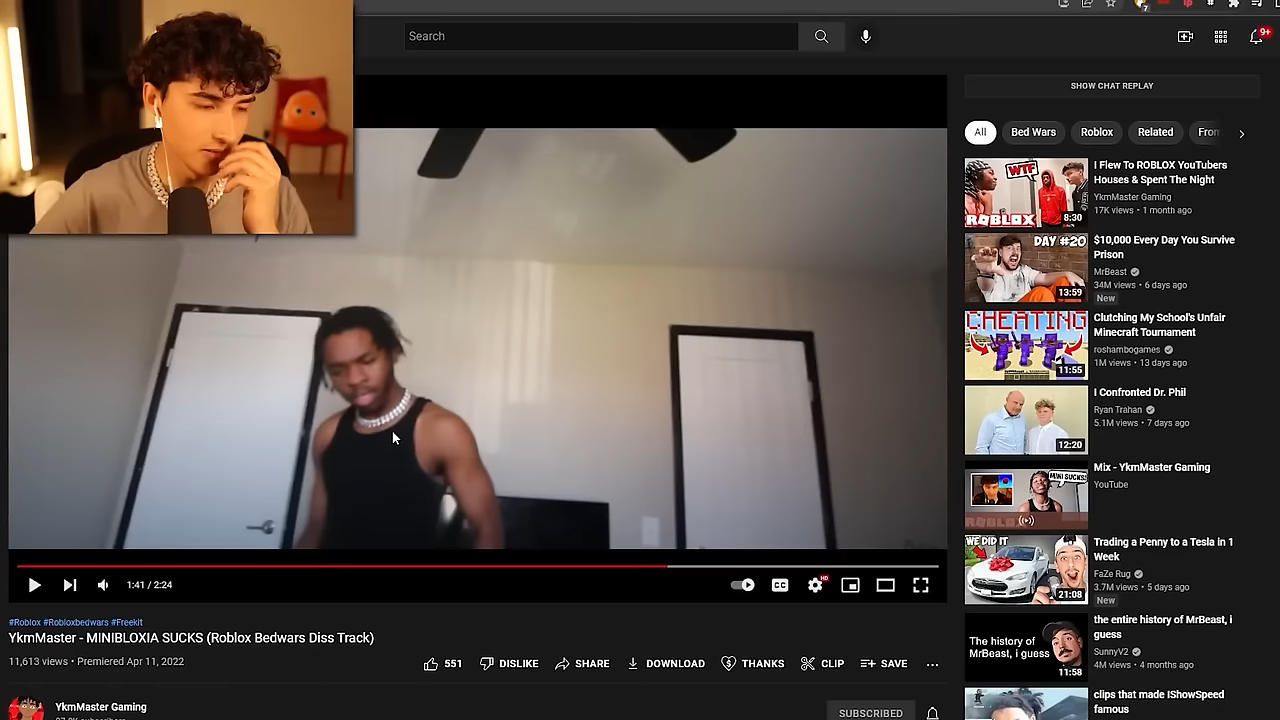 Search
9+
SHOW CHAT REPLAY
All
Bed Wars
Roblox
Related
WTF
ROBLOX
8:30
I Flew To ROBLOX YouTubers
Houses & Spent The Night
YkmMaster Gaming
17K views • 1 month ago
DAY #20
13:59
$10,000 Every Day You Survive
Prison
MrBeast
34M views • 6 days ago
New
CHEATING
11:55
Clutching My School's Unfair
Minecraft Tournament
roshambogames
1M views • 13 days ago
12:20
I Confronted Dr. Phil
Ryan Trahan
5.1M views • 7 days ago
MINI SUCKS!
Mix - YkmMaster Gaming
YouTube
WE DID IT
21:08
Trading a Penny to a Tesla in 1
Week
FaZe Rug
3.7M views • 5 days ago
New
The history of
MrBeast, i guess
11:58
the entire history of MrBeast, i
guess
SunnyV2
4M views • 4 months ago
clips that made IShowSpeed
famous
1:41 / 2:24
CC
HD
#Roblox #Robloxbedwars #Freekit
YkmMaster - MINIBLOXIA SUCKS (Roblox Bedwars Diss Track)
11,613 views • Premiered Apr 11, 2022
551
DISLIKE
SHARE
DOWNLOAD
THANKS
CLIP
SAVE
YkmMaster Gaming
SUBSCRIBED